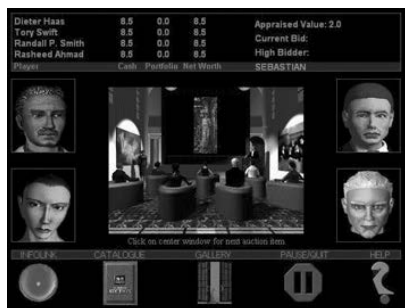 Dieter Haas 8.5 0.0 8.5
Tory Swift 8.5 0.0 8.5
Randall P. Smith 8.5 0.0 8.5
Rasheed Ahmad 8.5 0.0 8.5
Player Cash Portfolio Net Worth
Appraised Value: 2.0
Current Bid:
High Bidder:
SEBASTIAN
Click on center window for next auction item
INFOLINK CATALOGUE GALLERY PAUSE/QUIT HELP